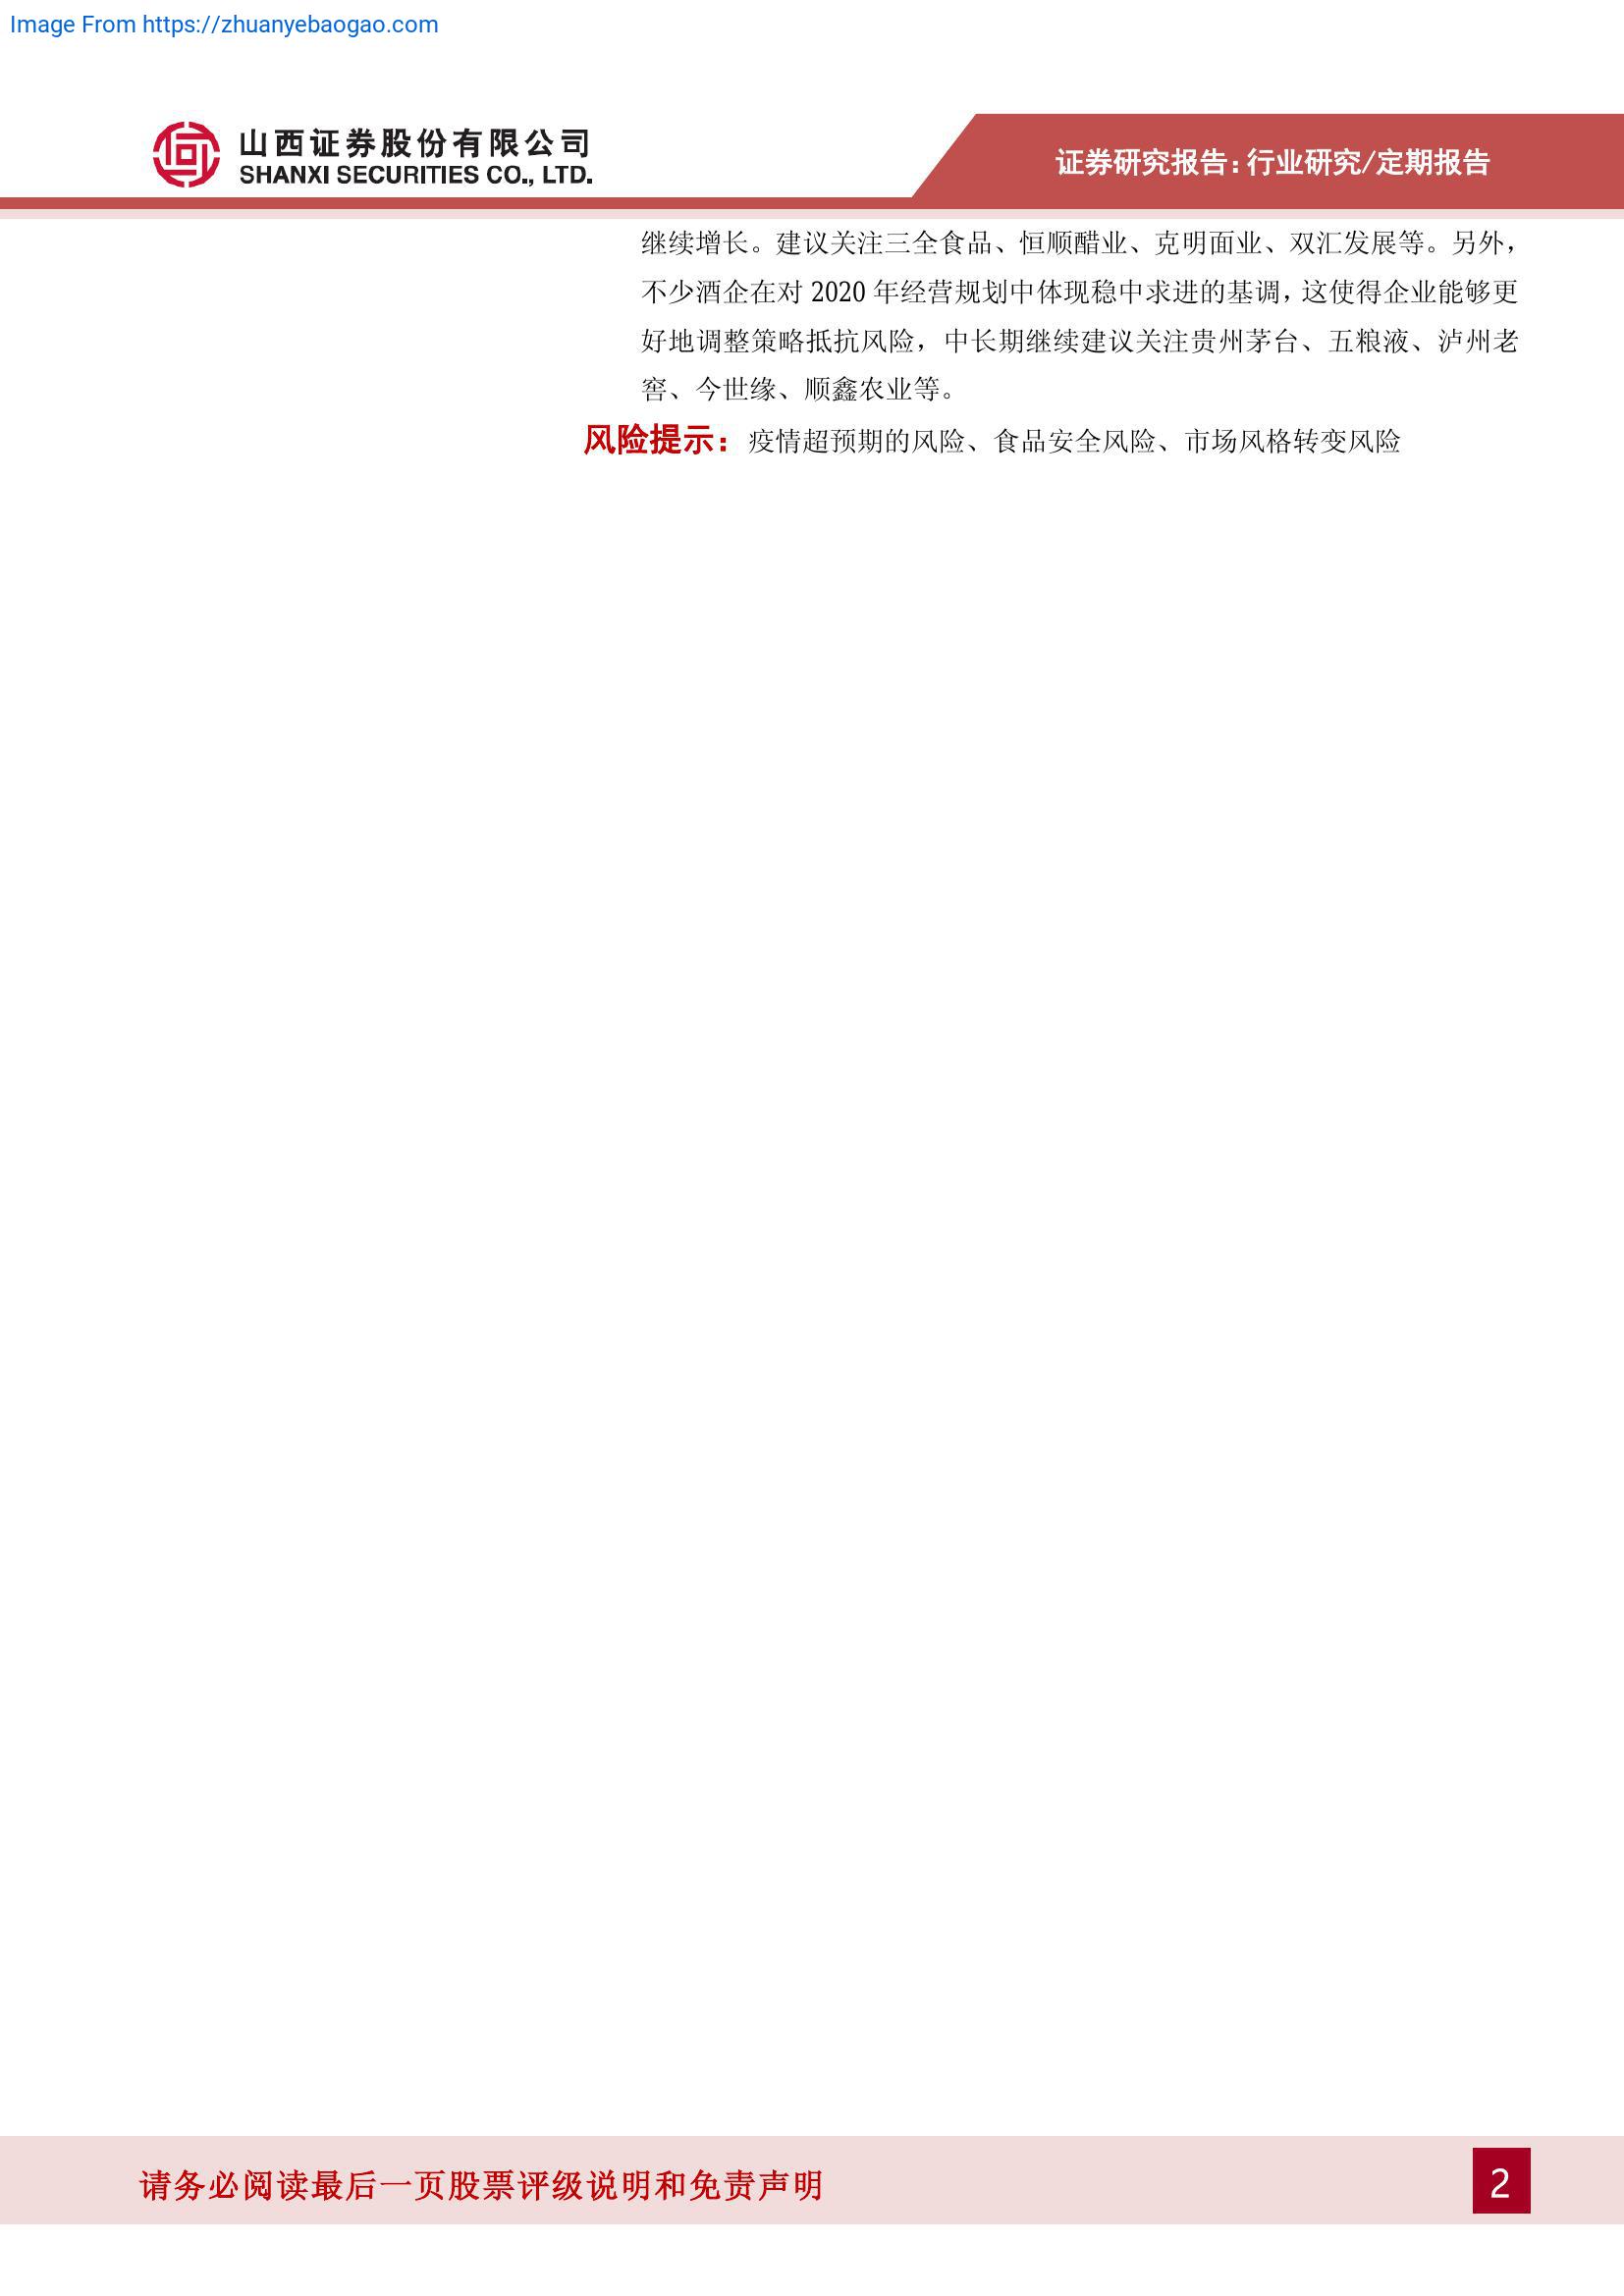 Image From https://zhuanyebaogao.com
山西证券股份有限公司
SHANXI SECURITIES CO., LTD.
证券研究报告:行业研究/定期报告
继续增长。建议关注三全食品、恒顺醋业、克明面业、双汇发展等。另外，
不少酒企在对 2020 年经营规划中体现稳中求进的基调，这使得企业能够更
好地调整策略抵抗风险，中长期继续建议关注贵州茅台、五粮液、泸州老
窖、今世缘、顺鑫农业等。
风险提示：疫情超预期的风险、食品安全风险、市场风格转变风险
请务必阅读最后一页股票评级说明和免责声明
2